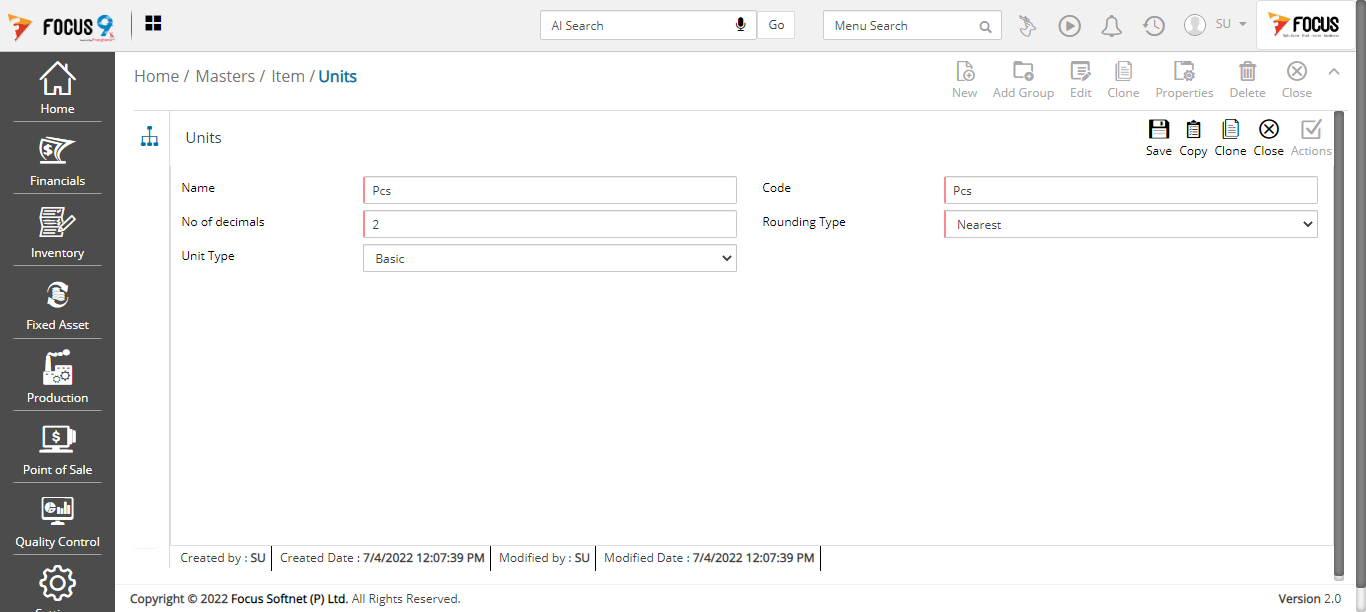 FOCUS 9 AI Search Go Menu Search SU FOCUS
Home / Masters / Item / Units
New Add Group Edit Clone Properties Delete Close
Home
Financials
Inventory
Fixed Asset
Production
Point of Sale
Quality Control
Units
Save Copy Clone Close Actions
Name Pcs Code Pcs
No of decimals 2 Rounding Type Nearest
Unit Type Basic
Created by : SU Created Date : 7/4/2022 12:07:39 PM Modified by : SU Modified Date : 7/4/2022 12:07:39 PM
Copyright © 2022 Focus Softnet (P) Ltd. All Rights Reserved. Version 2.0